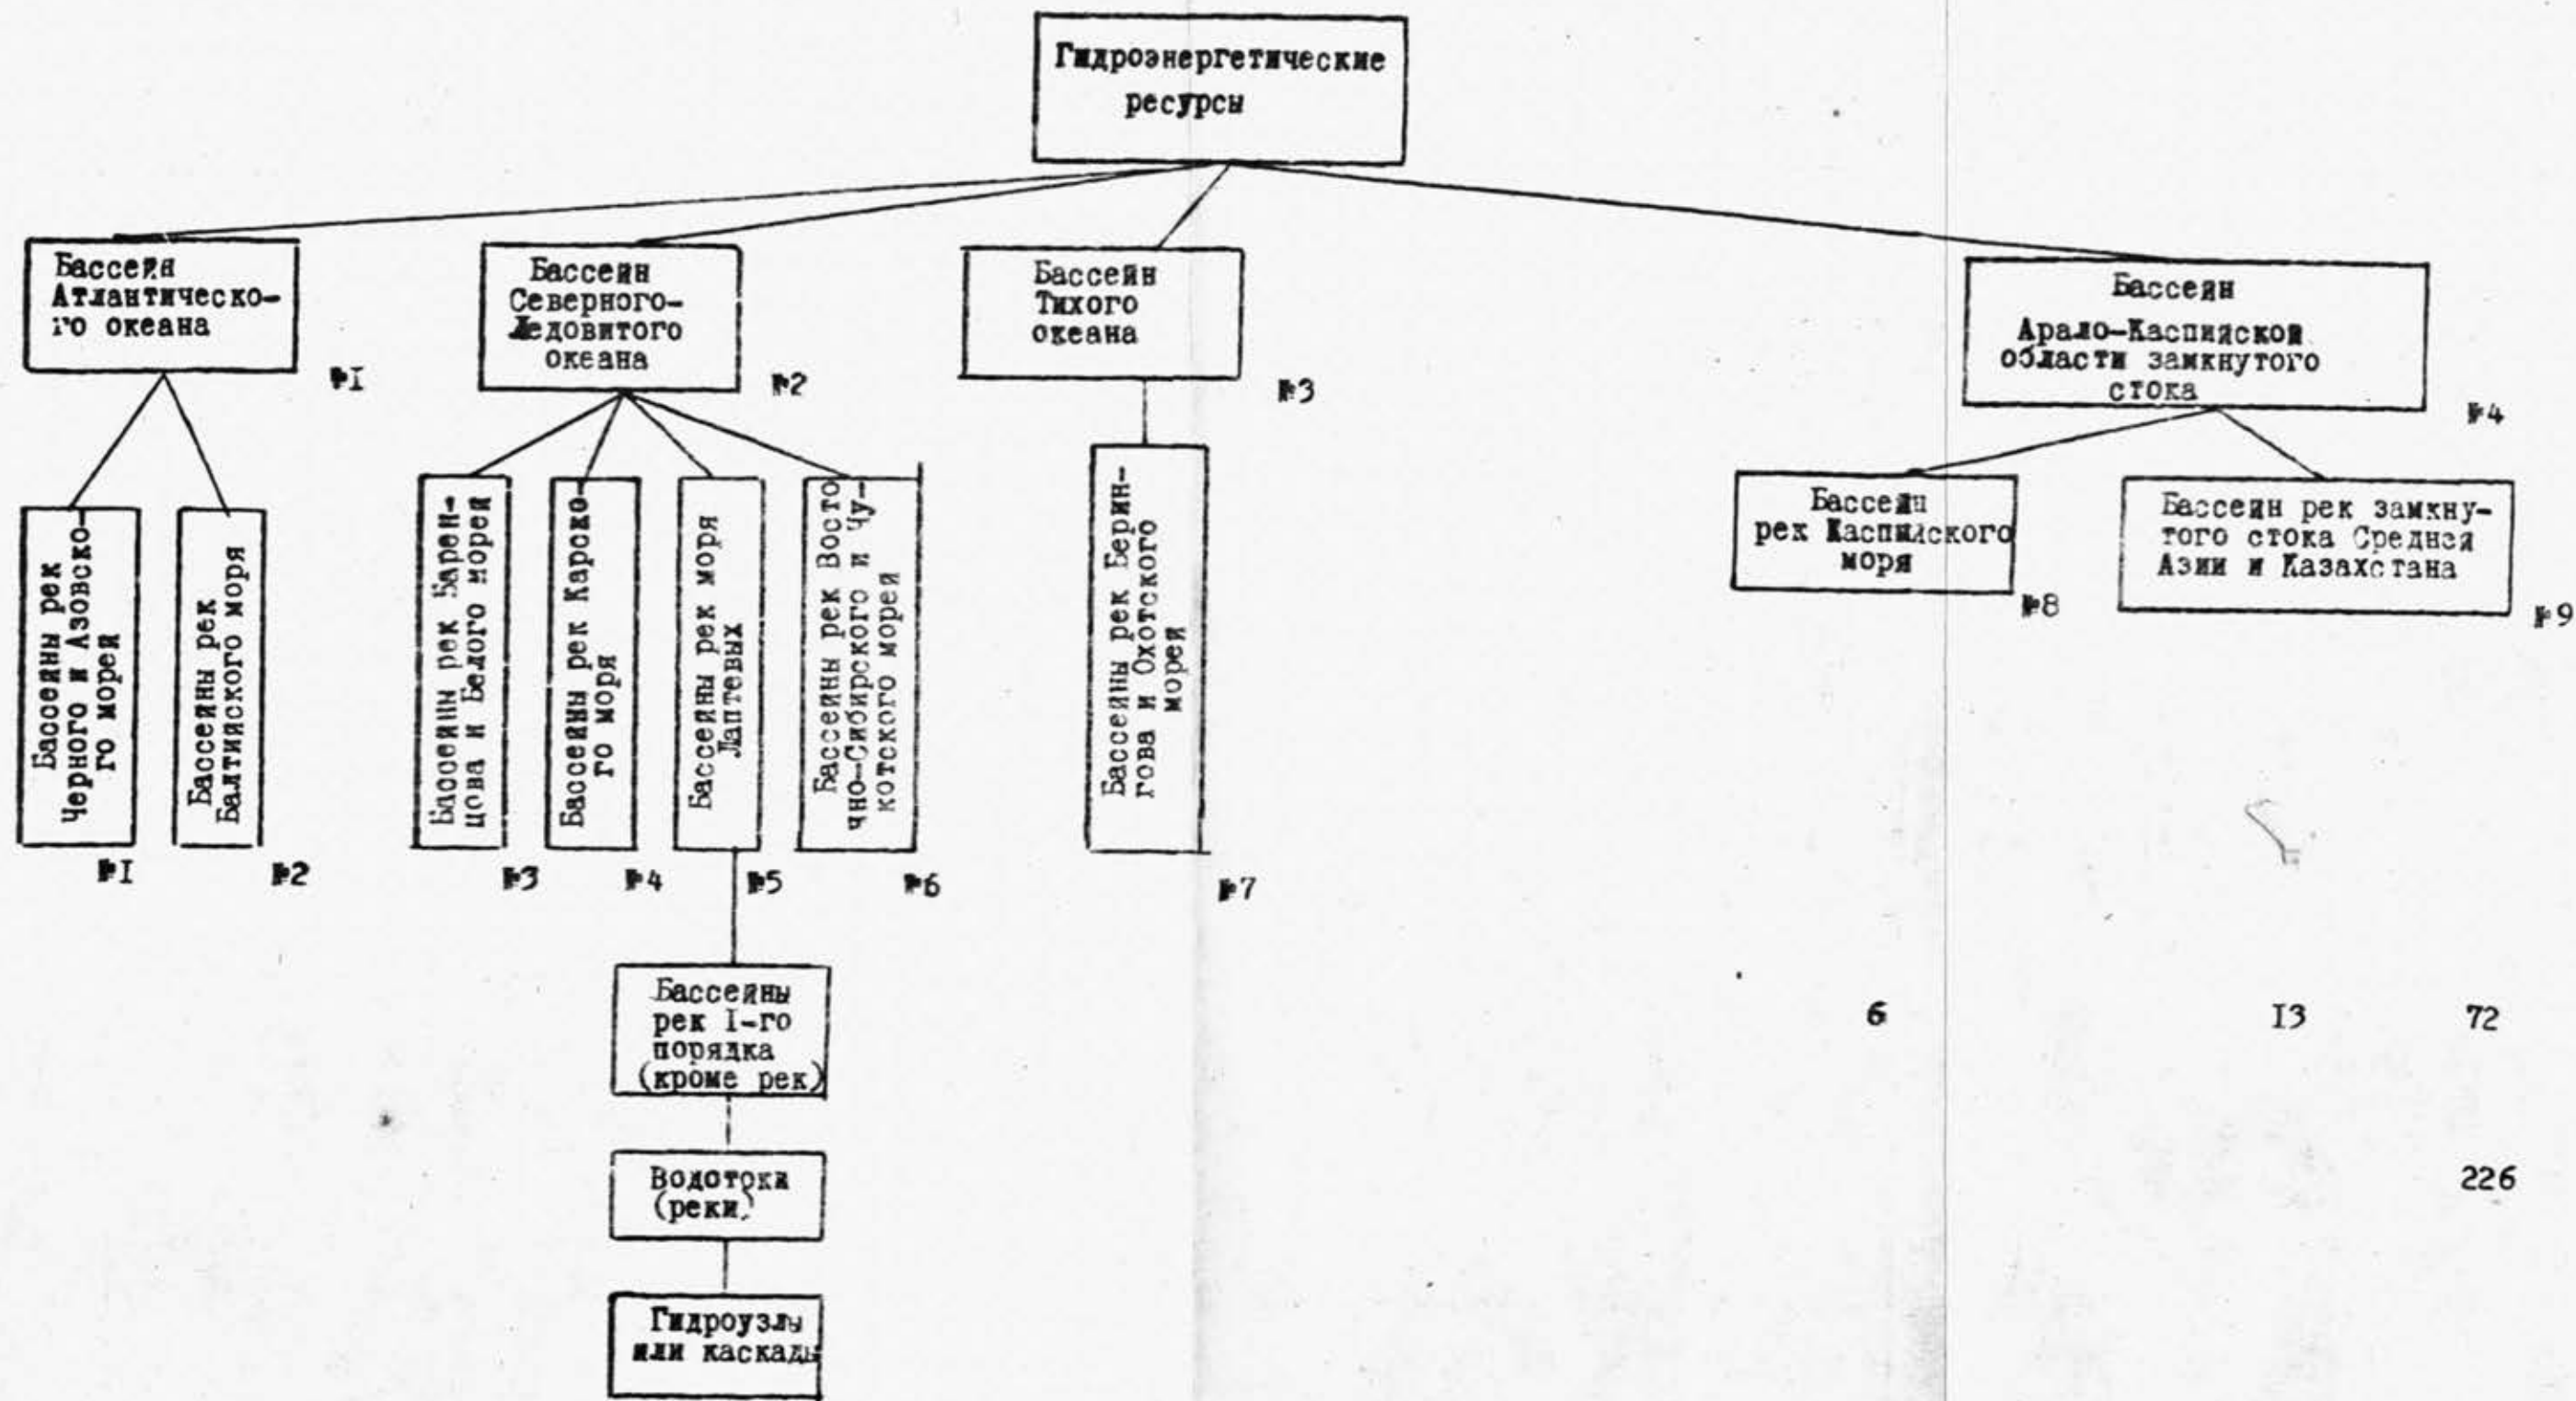 Гидроэнергетические
ресурсы
Бассейн
Атлантическо-
го океана
№I
Бассейн
Северного-
Ледовитого
океана
№2
Бассейн
Тихого
океана
№3
Бассейн
Арало-Каспийской
области замкнутого
стока
№4
Бассейны рек
Черного и Азовско-
го морей
№I
Бассейны рек
Балтийского моря
№2
Бассейны рек Барен-
цова и Белого морей
№3
Бассейны рек Карско-
го моря
№4
Бассейны рек моря
Лаптевых
№5
Бассейны рек Восто
чно-Сибирского и Чу-
котского морей
№6
Бассейны рек Берин-
гова и Охотского
морей
№7
Бассейн
рек Каспийского
моря
№8
Бассейн рек замкну-
того стока Средней
Азии и Казахстана
№9
Бассейны
рек I-го
порядка
(кроме рек)
6
I3
72
Водотока
(реки)
226
Гидроузлы
или каскады